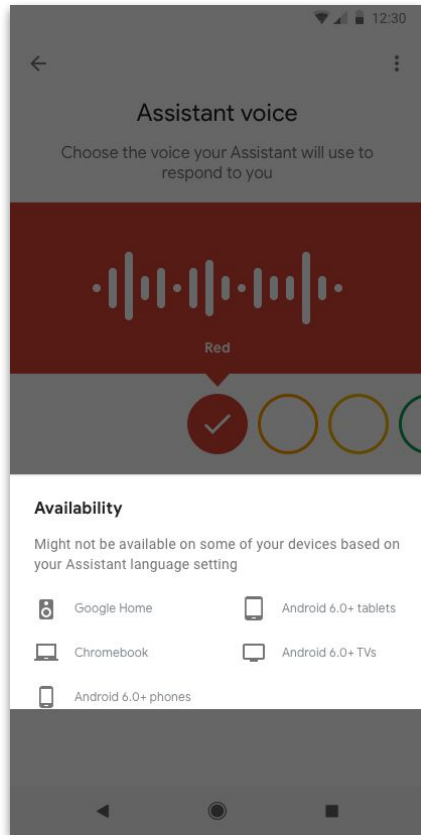 12:30
Assistant voice
Choose the voice your Assistant will use to
respond to you
Red
Availability
Might not be available on some of your devices based on
your Assistant language setting
Google Home
Android 6.0+ tablets
Chromebook
Android 6.0+ TVs
Android 6.0+ phones